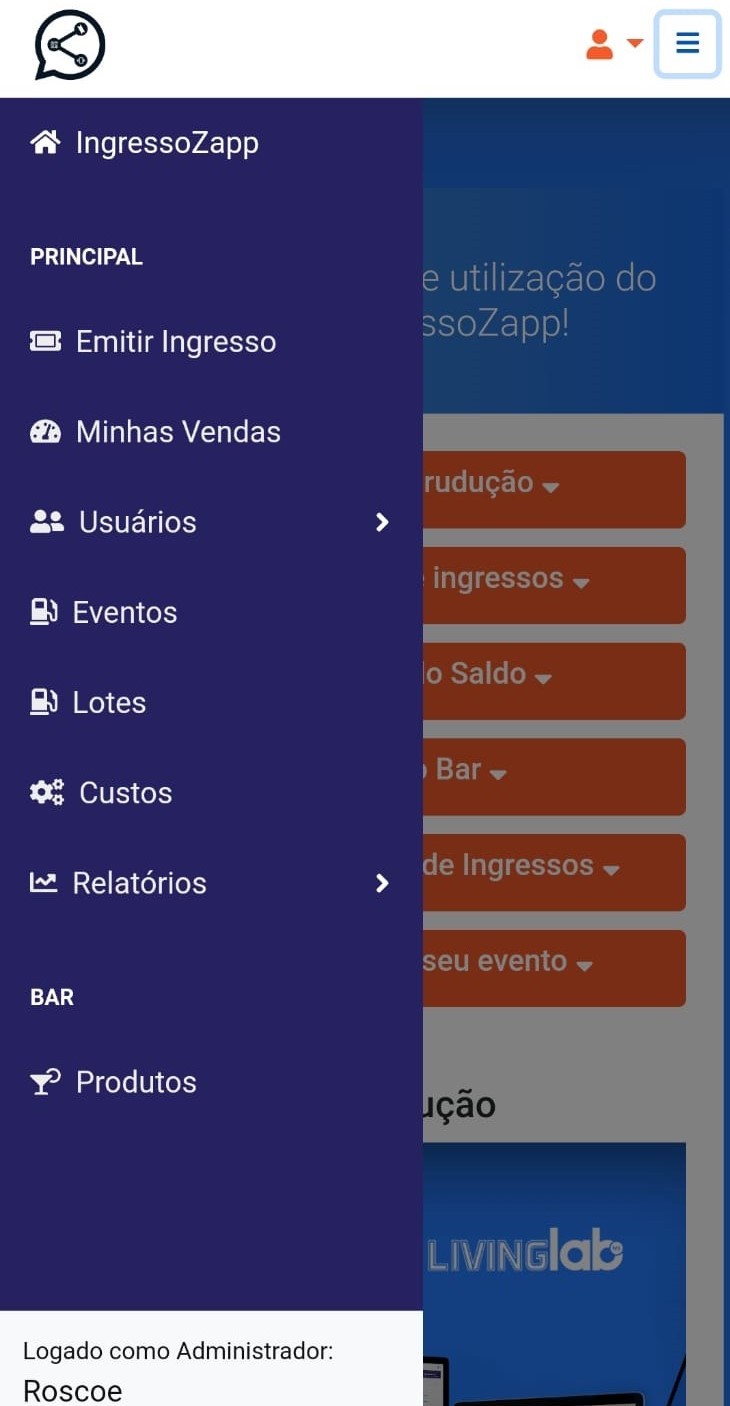 IngressoZapp
PRINCIPAL
Emitir Ingresso
Minhas Vendas
Usuários
Eventos
Lotes
Custos
Relatórios
BAR
Produtos
Logado como Administrador:
Roscoe
e utilização do
ssoZapp!
rudução
ingressos
lo Saldo
Bar
de Ingressos
seu evento
ução
LIVINGlab